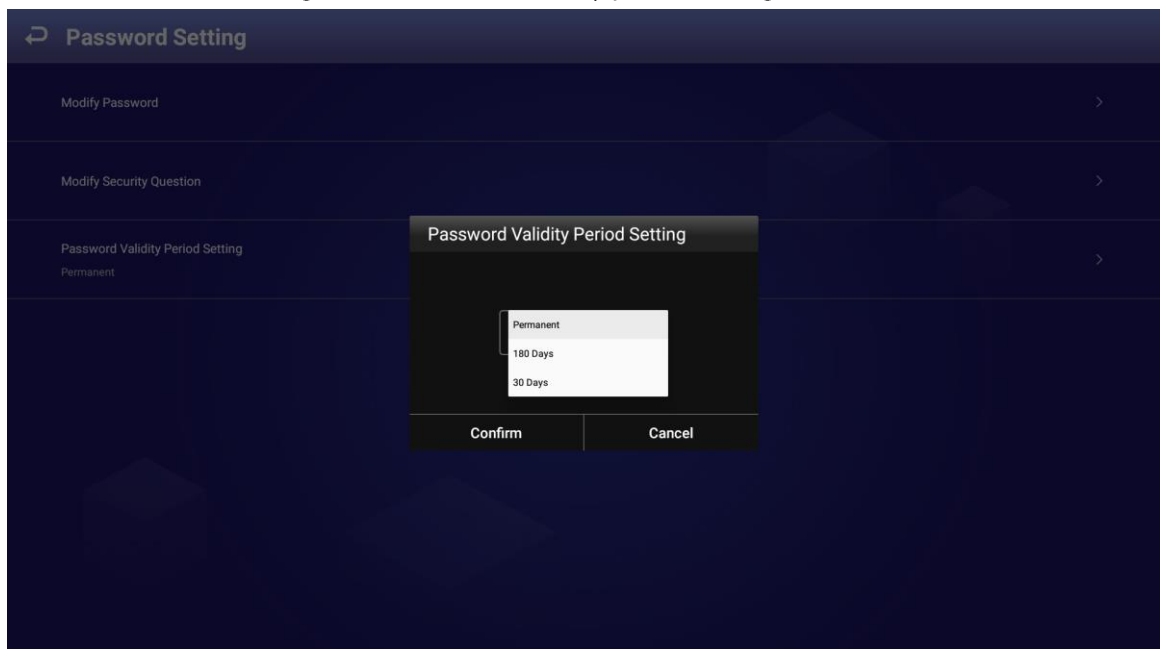 Password Setting
Modify Password
Modify Security Question
Password Validity Period Setting
Permanent
Password Validity Period Setting
Permanent
180 Days
30 Days
Confirm
Cancel